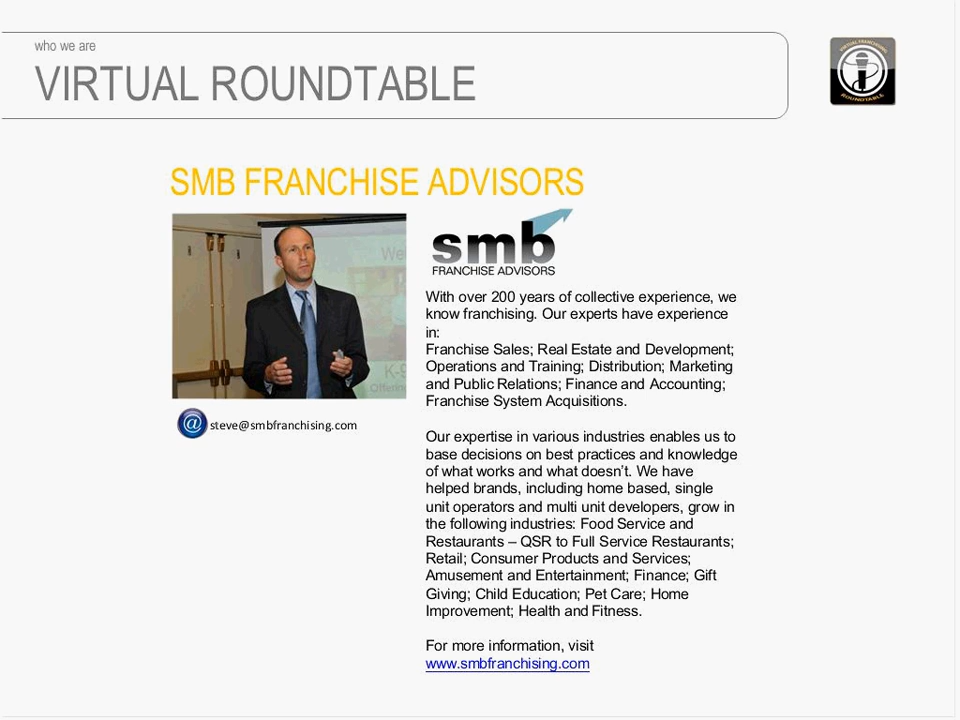 who we are
VIRTUAL ROUNDTABLE
VIRTUAL FRANCHISING
ROUNDTABLE
SMB FRANCHISE ADVISORS
Wel
K-9
Offering
steve@smbfranchising.com
smb
FRANCHISE ADVISORS
With over 200 years of collective experience, we
know franchising. Our experts have experience
in:
Franchise Sales; Real Estate and Development;
Operations and Training; Distribution; Marketing
and Public Relations; Finance and Accounting;
Franchise System Acquisitions.
Our expertise in various industries enables us to
base decisions on best practices and knowledge
of what works and what doesn’t. We have
helped brands, including home based, single
unit operators and multi unit developers, grow in
the following industries: Food Service and
Restaurants – QSR to Full Service Restaurants;
Retail; Consumer Products and Services;
Amusement and Entertainment; Finance; Gift
Giving; Child Education; Pet Care; Home
Improvement; Health and Fitness.
For more information, visit
www.smbfranchising.com